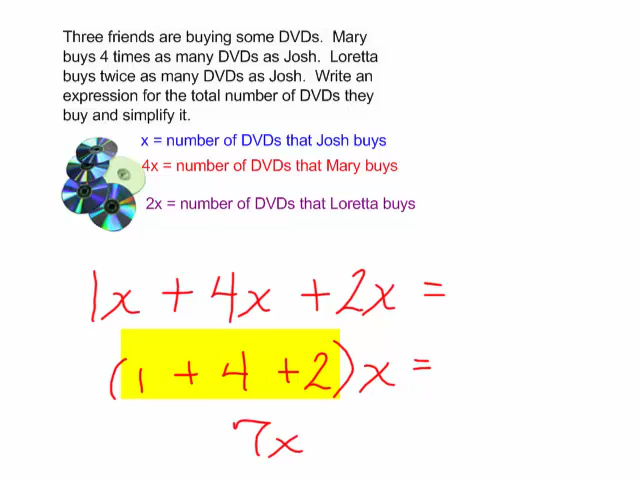 Three friends are buying some DVDs. Mary
buys 4 times as many DVDs as Josh. Loretta
buys twice as many DVDs as Josh. Write an
expression for the total number of DVDs they
buy and simplify it.
x = number of DVDs that Josh buys
4x = number of DVDs that Mary buys
2x = number of DVDs that Loretta buys
1x + 4x + 2x =
(1 + 4 + 2)x =
7x